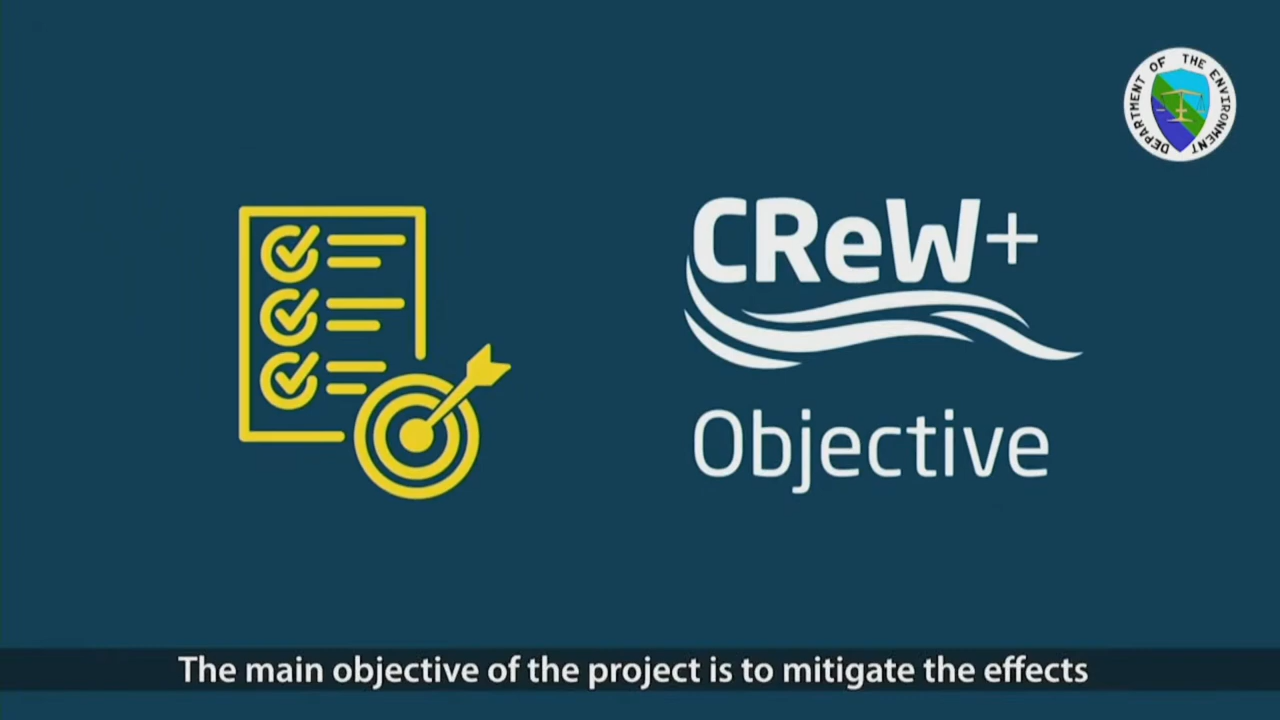 DEPARTMENT OF THE ENVIRONMENT
CReW+
Objective
The main objective of the project is to mitigate the effects